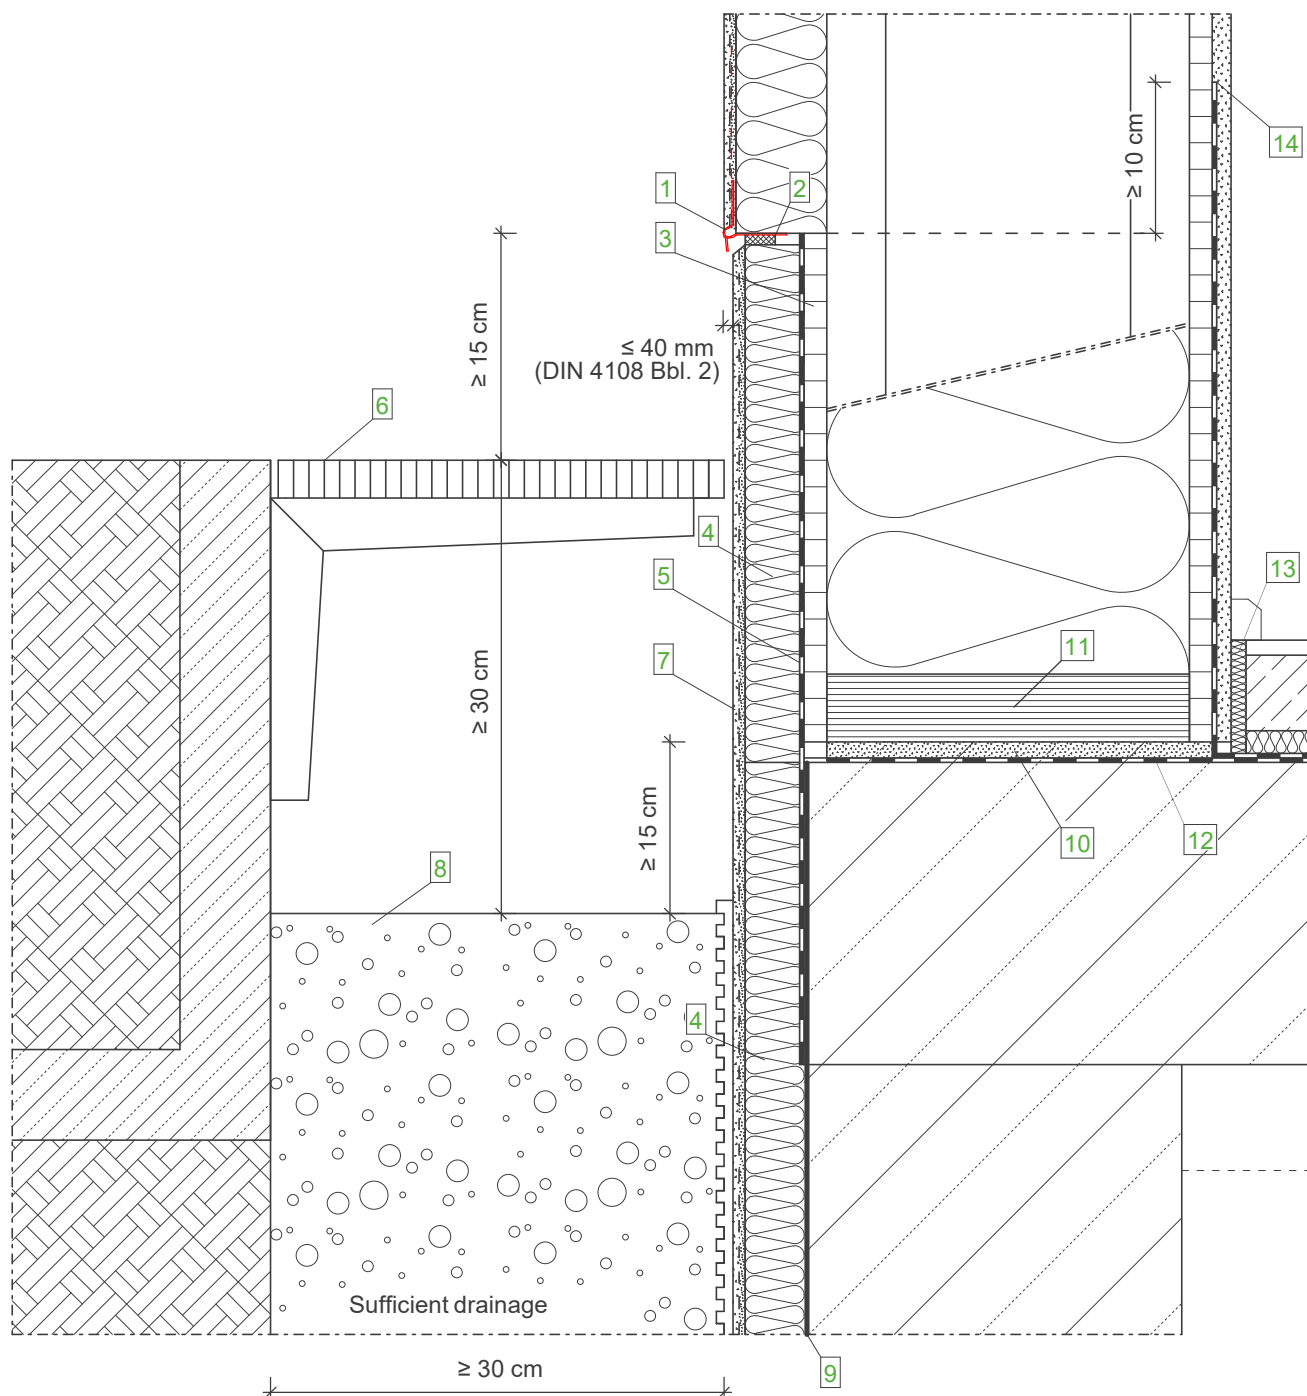 14
≥ 10 cm
1
2
3
≥ 15 cm
≤ 40 mm
(DIN 4108 Bbl. 2)
6
4
5
13
11
7
≥ 30 cm
≥ 15 cm
10
12
8
4
Sufficient drainage
≥ 30 cm
9